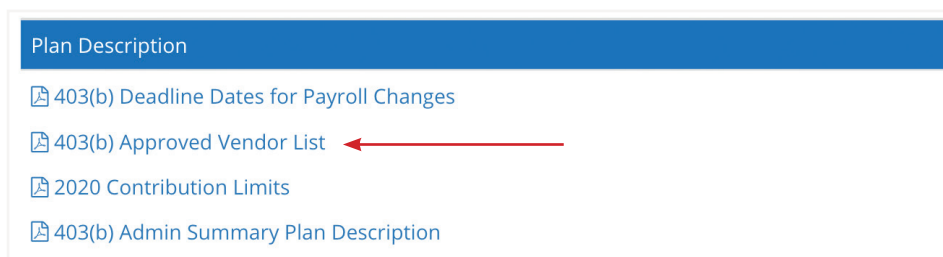 Plan Description
403(b) Deadline Dates for Payroll Changes
403(b) Approved Vendor List
2020 Contribution Limits
403(b) Admin Summary Plan Description